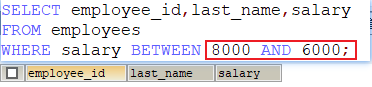 SELECT employee_id,last_name,salary
FROM employees
WHERE salary BETWEEN 8000 AND 6000;
employee_id last_name salary